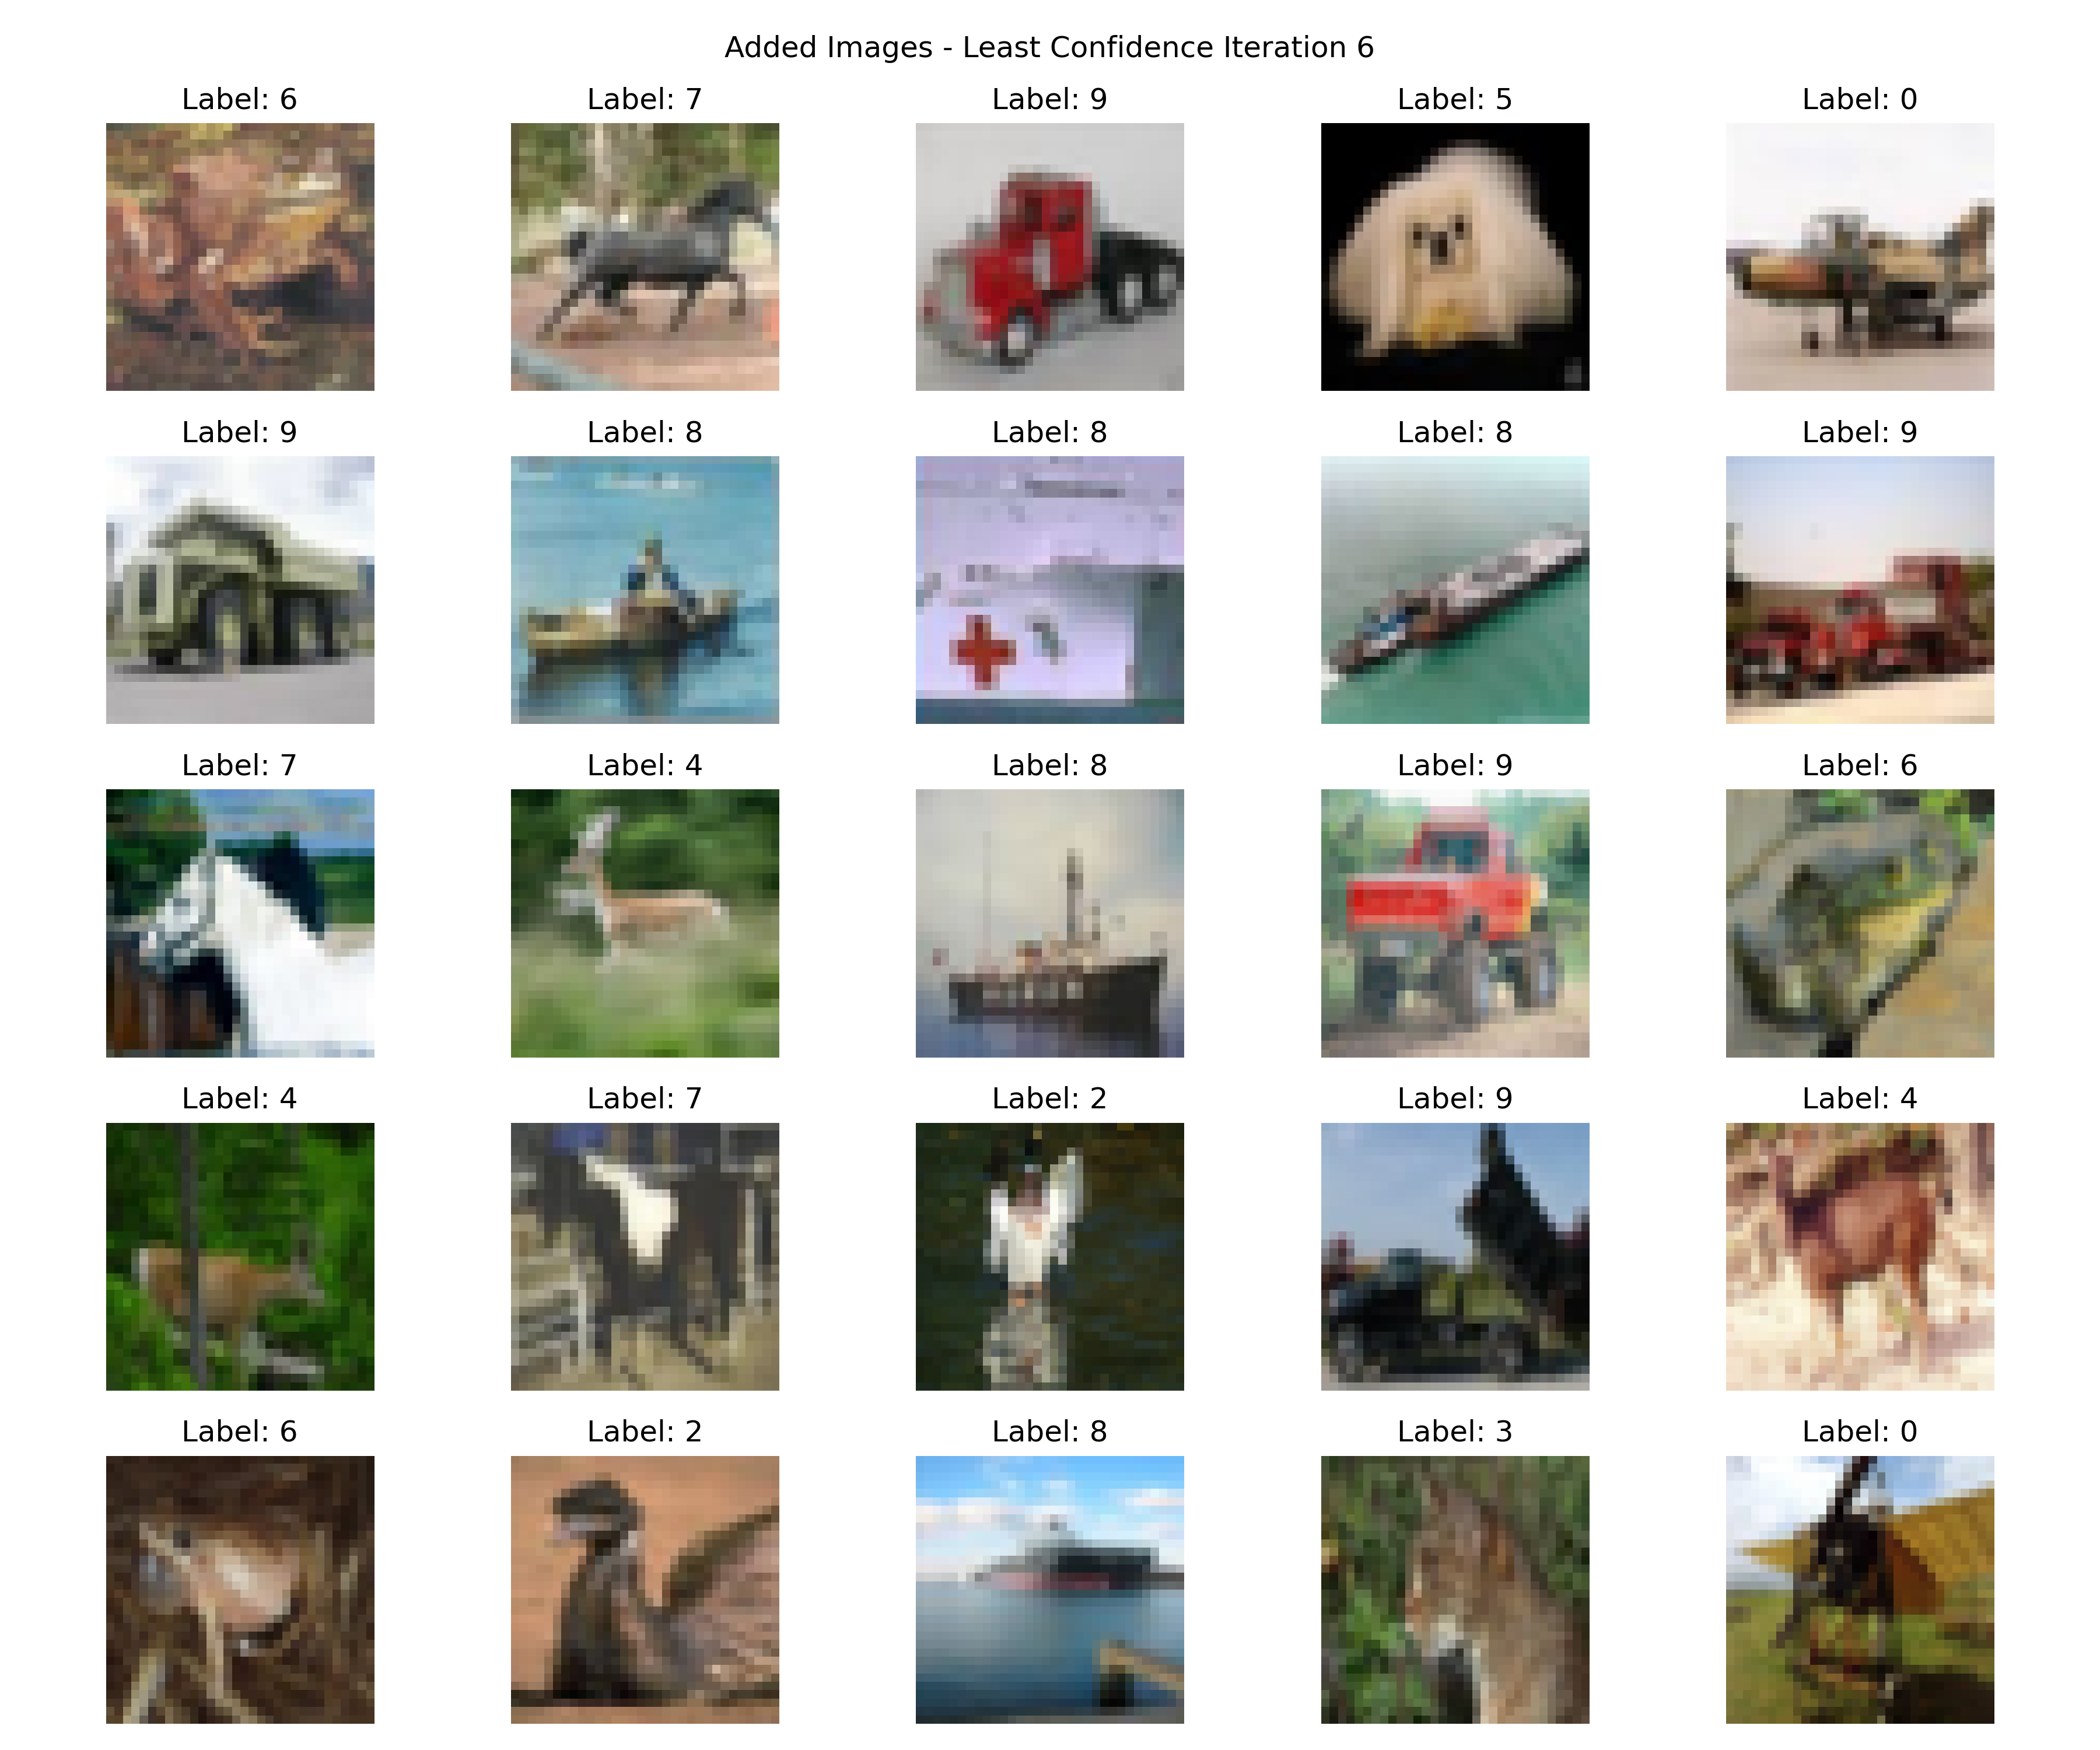 Added Images - Least Confidence Iteration 6
Label: 6 Label: 7 Label: 9 Label: 5 Label: 0
Label: 9 Label: 8 Label: 8 Label: 8 Label: 9
Label: 7 Label: 4 Label: 8 Label: 9 Label: 6
Label: 4 Label: 7 Label: 2 Label: 9 Label: 4
Label: 6 Label: 2 Label: 8 Label: 3 Label: 0